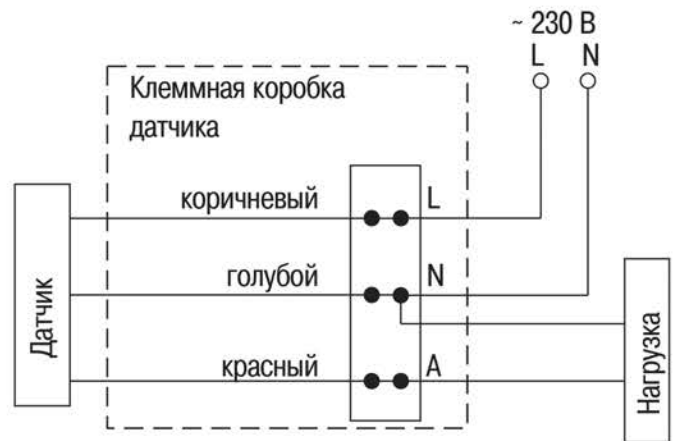 ~ 230 В
L N
Клеммная коробка
датчика
коричневый L
голубой N
красный A
Датчик
Нагрузка